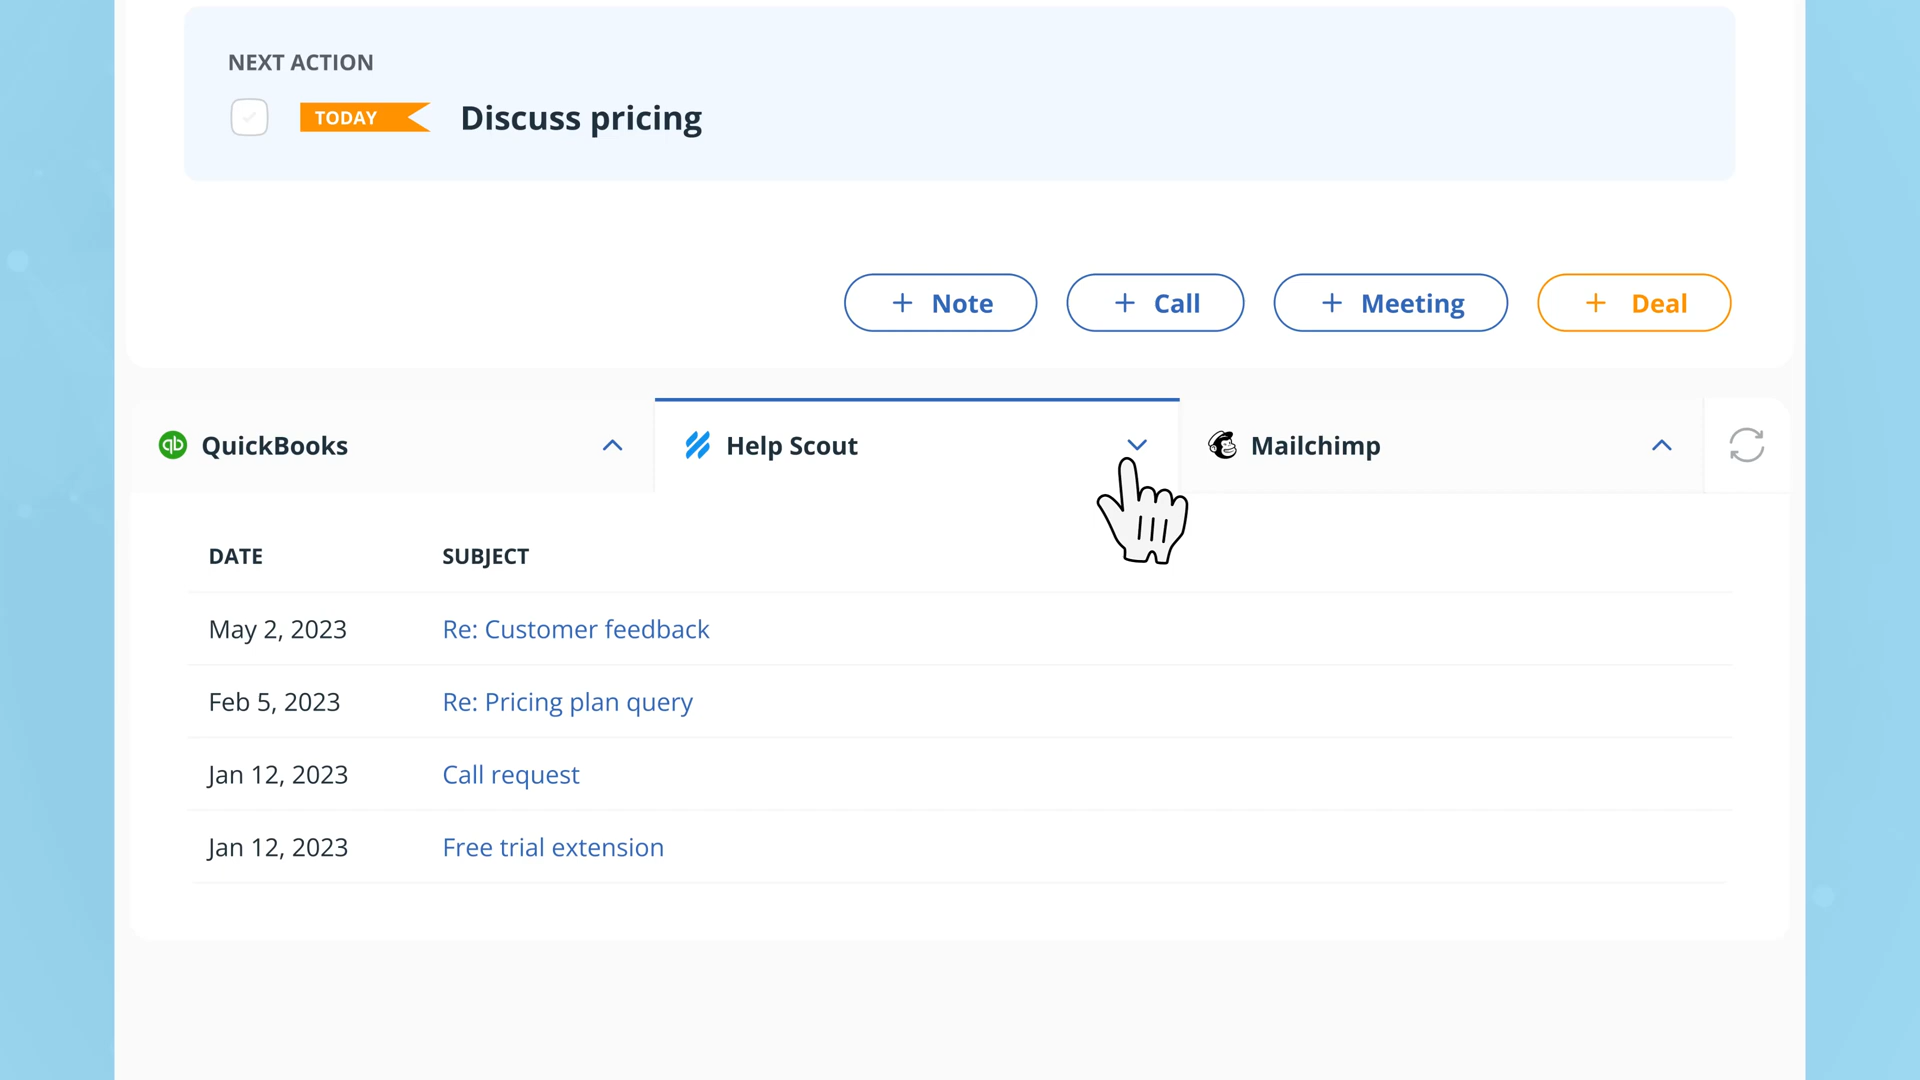 NEXT ACTION
TODAY Discuss pricing
+ Note + Call + Meeting + Deal
qb QuickBooks Help Scout Mailchimp
DATE SUBJECT
May 2, 2023 Re: Customer feedback
Feb 5, 2023 Re: Pricing plan query
Jan 12, 2023 Call request
Jan 12, 2023 Free trial extension